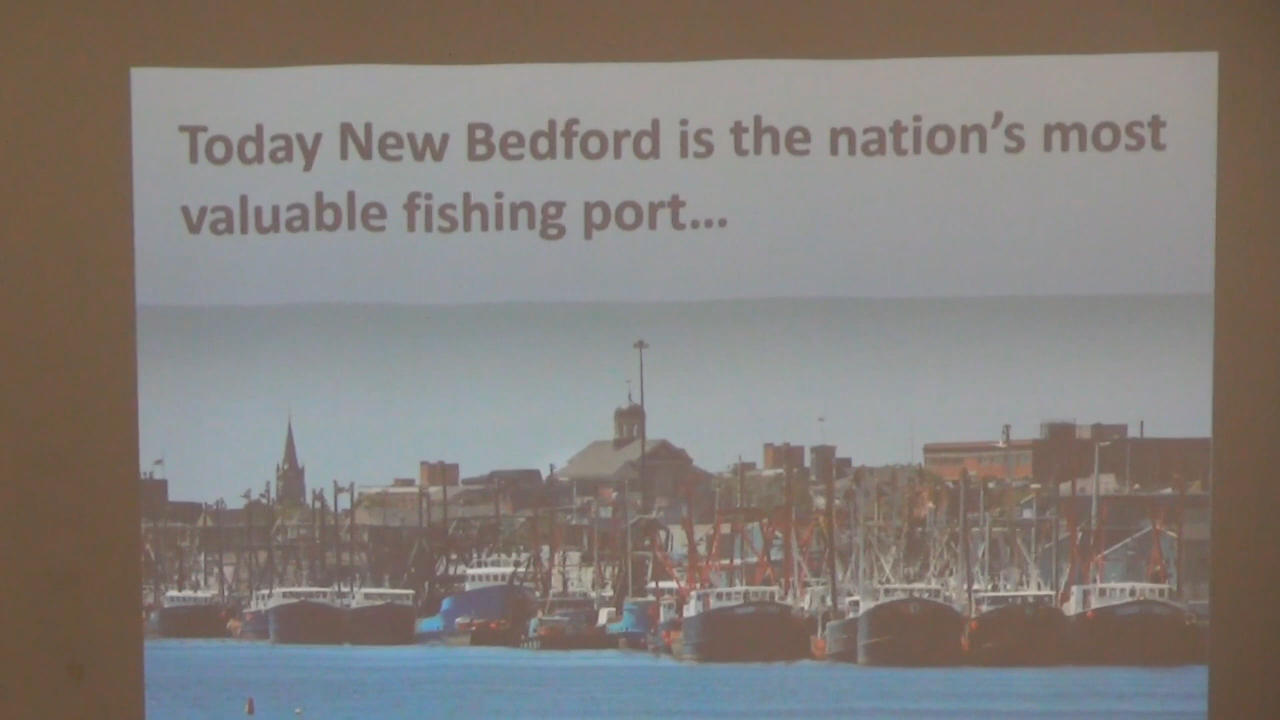 Today New Bedford is the nation’s most
valuable fishing port...